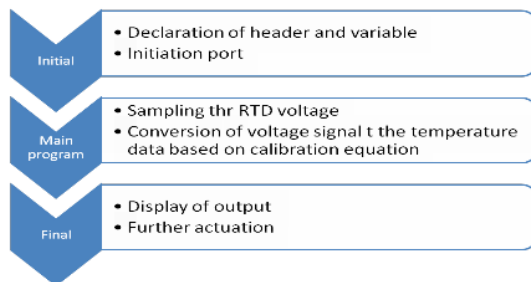 Initial
• Declaration of header and variable
• Initiation port
Main
program
• Sampling thr RTD voltage
• Conversion of voltage signal t the temperature
data based on calibration equation
Final
• Display of output
• Further actuation